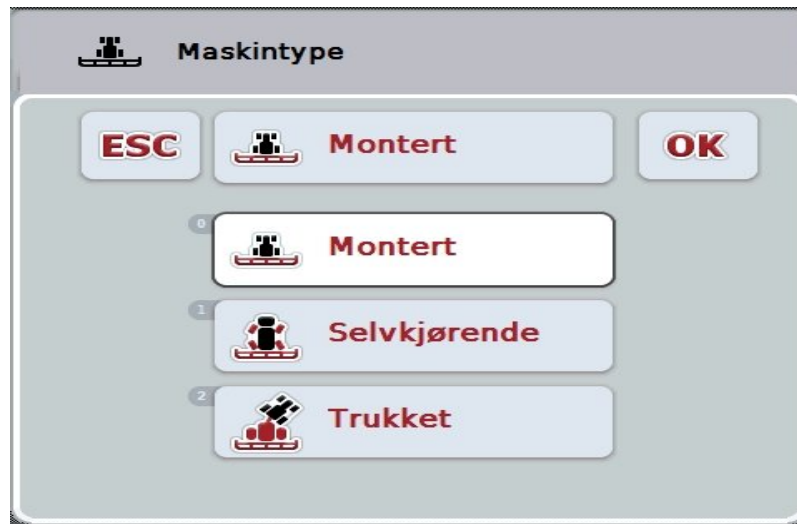 Maskintype
ESC
Montert
OK
0
Montert
1
Selvkjørende
2
Trukket